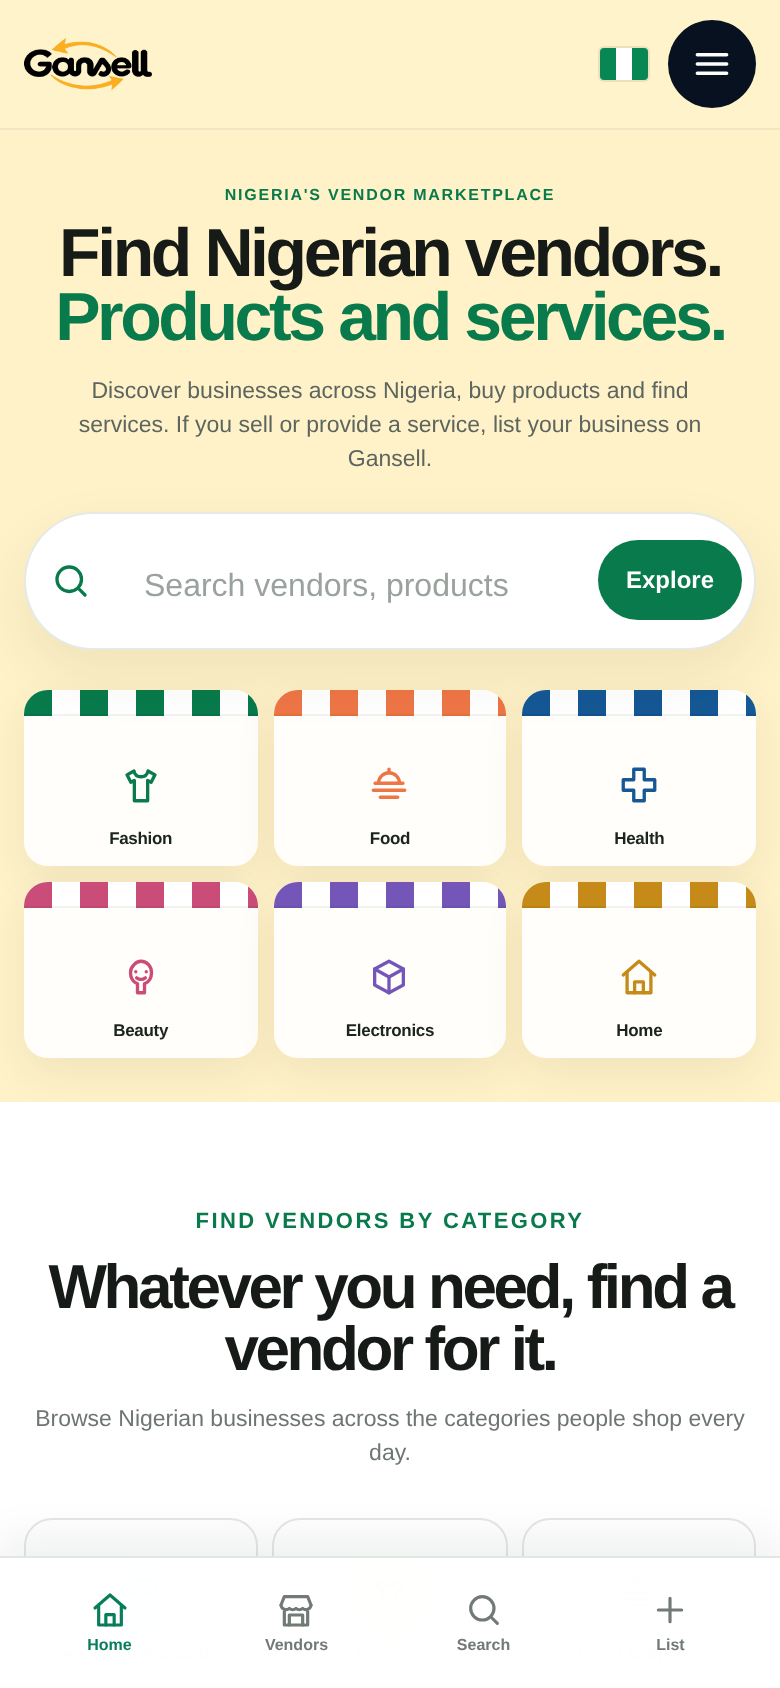 Gansell
NIGERIA'S VENDOR MARKETPLACE
Find Nigerian vendors.
Products and services.
Discover businesses across Nigeria, buy products and find
services. If you sell or provide a service, list your business on
Gansell.
Search vendors, products
Explore
Fashion
Food
Health
Beauty
Electronics
Home
FIND VENDORS BY CATEGORY
Whatever you need, find a
vendor for it.
Browse Nigerian businesses across the categories people shop every
day.
Home
Vendors
Search
List